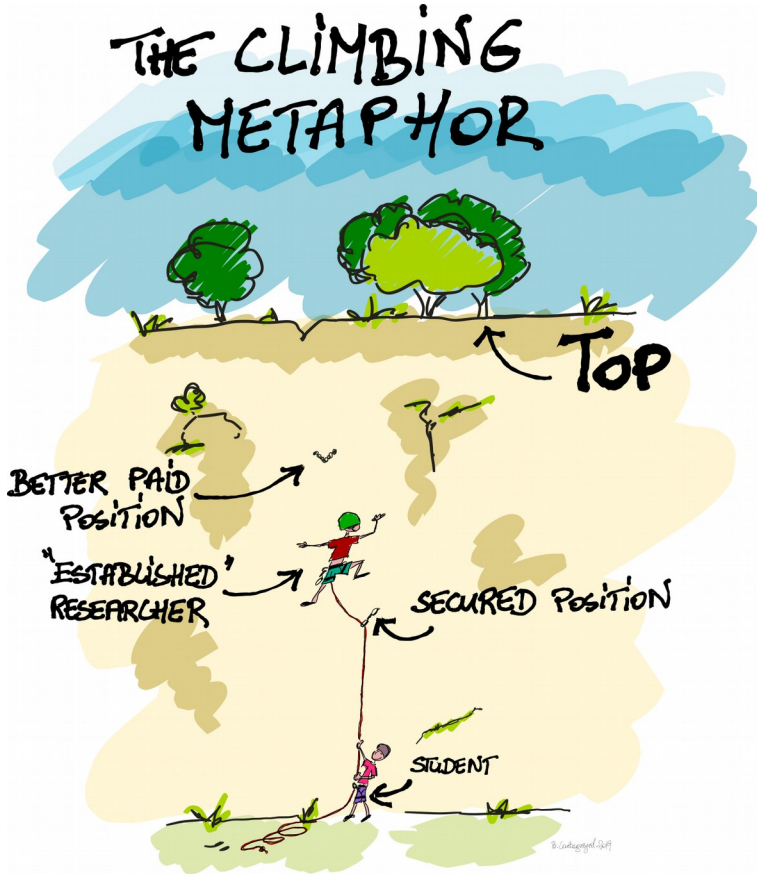 THE CLiMBiNG
METAPHOR
TOP
BETTER PAiD
POSiTiON
"ESTABLiSHED"
RESEARCHER
SECURED POSiTiON
STUDENT